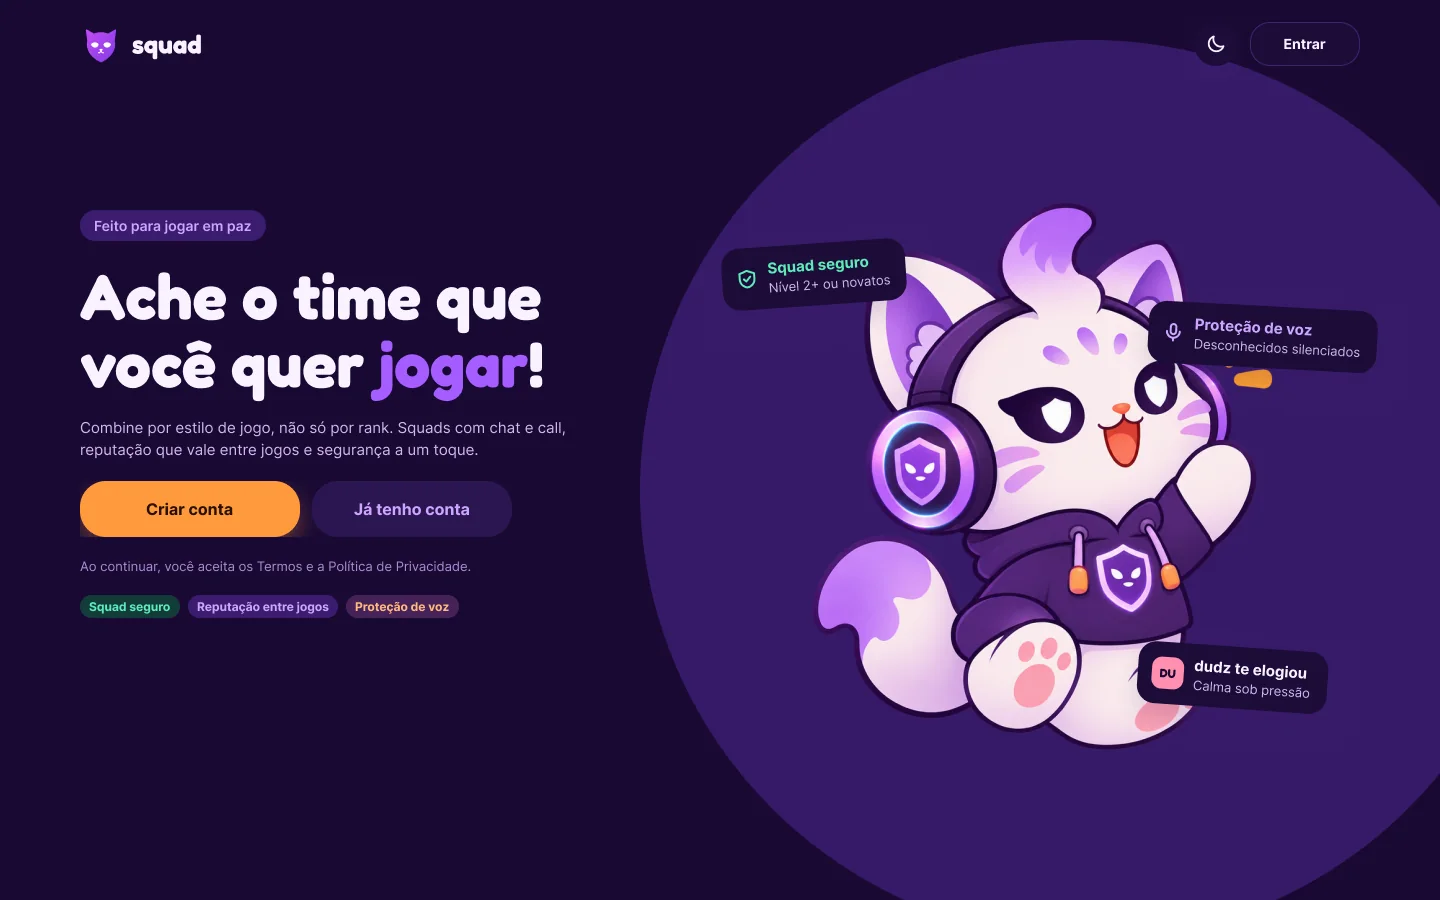 squad
Entrar
Feito para jogar em paz
Ache o time que
você quer jogar!
Combine por estilo de jogo, não só por rank. Squads com chat e call,
reputação que vale entre jogos e segurança a um toque.
Criar conta
Já tenho conta
Ao continuar, você aceita os Termos e a Política de Privacidade.
Squad seguro
Reputação entre jogos
Proteção de voz
Squad seguro
Nível 2+ ou novatos
Proteção de voz
Desconhecidos silenciados
DU
dudz te elogiou
Calma sob pressão